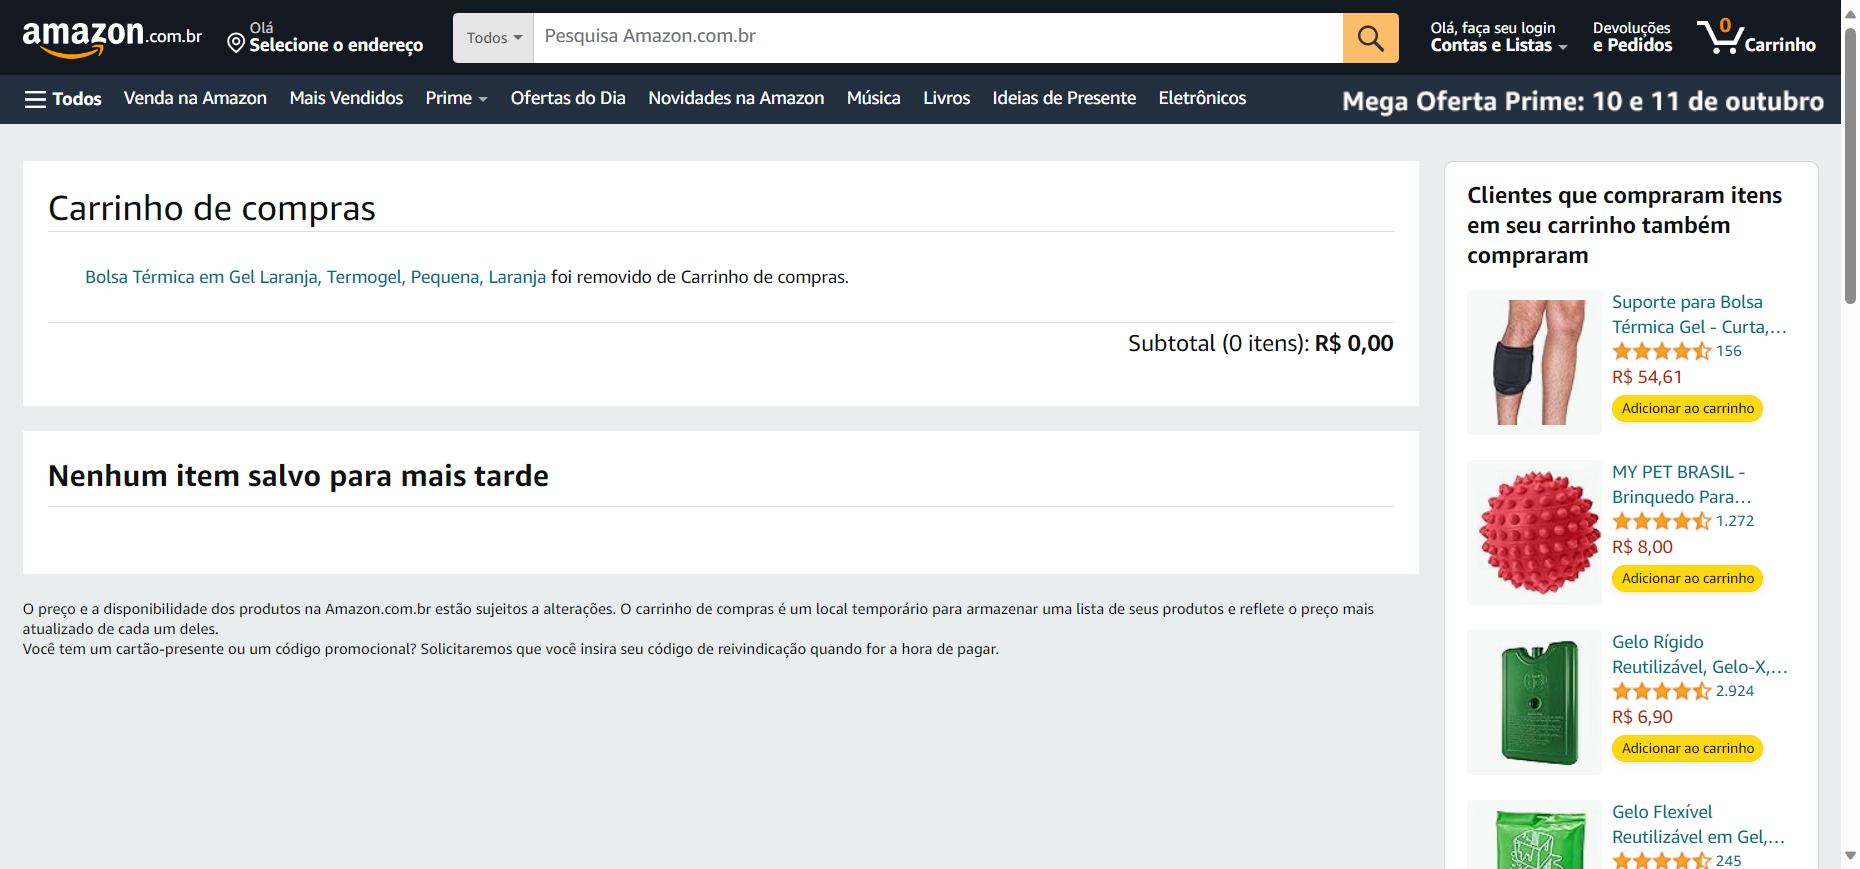 amazon.com.br
Olá
Selecione o endereço
Todos
Pesquisa Amazon.com.br
Olá, faça seu login
Contas e Listas
Devoluções
e Pedidos
0
Carrinho
Todos
Venda na Amazon
Mais Vendidos
Prime
Ofertas do Dia
Novidades na Amazon
Música
Livros
Ideias de Presente
Eletrônicos
Mega Oferta Prime: 10 e 11 de outubro
Carrinho de compras
Bolsa Térmica em Gel Laranja, Termogel, Pequena, Laranja foi removido de Carrinho de compras.
Subtotal (0 itens): R$ 0,00
Nenhum item salvo para mais tarde
O preço e a disponibilidade dos produtos na Amazon.com.br estão sujeitos a alterações. O carrinho de compras é um local temporário para armazenar uma lista de seus produtos e reflete o preço mais
atualizado de cada um deles.
Você tem um cartão-presente ou um código promocional? Solicitaremos que você insira seu código de reivindicação quando for a hora de pagar.
Clientes que compraram itens
em seu carrinho também
compraram
Suporte para Bolsa
Térmica Gel - Curta,...
156
R$ 54,61
Adicionar ao carrinho
MY PET BRASIL -
Brinquedo Para...
1.272
R$ 8,00
Adicionar ao carrinho
Gelo Rígido
Reutilizável, Gelo-X,...
2.924
R$ 6,90
Adicionar ao carrinho
Gelo Flexível
Reutilizável em Gel,...
245